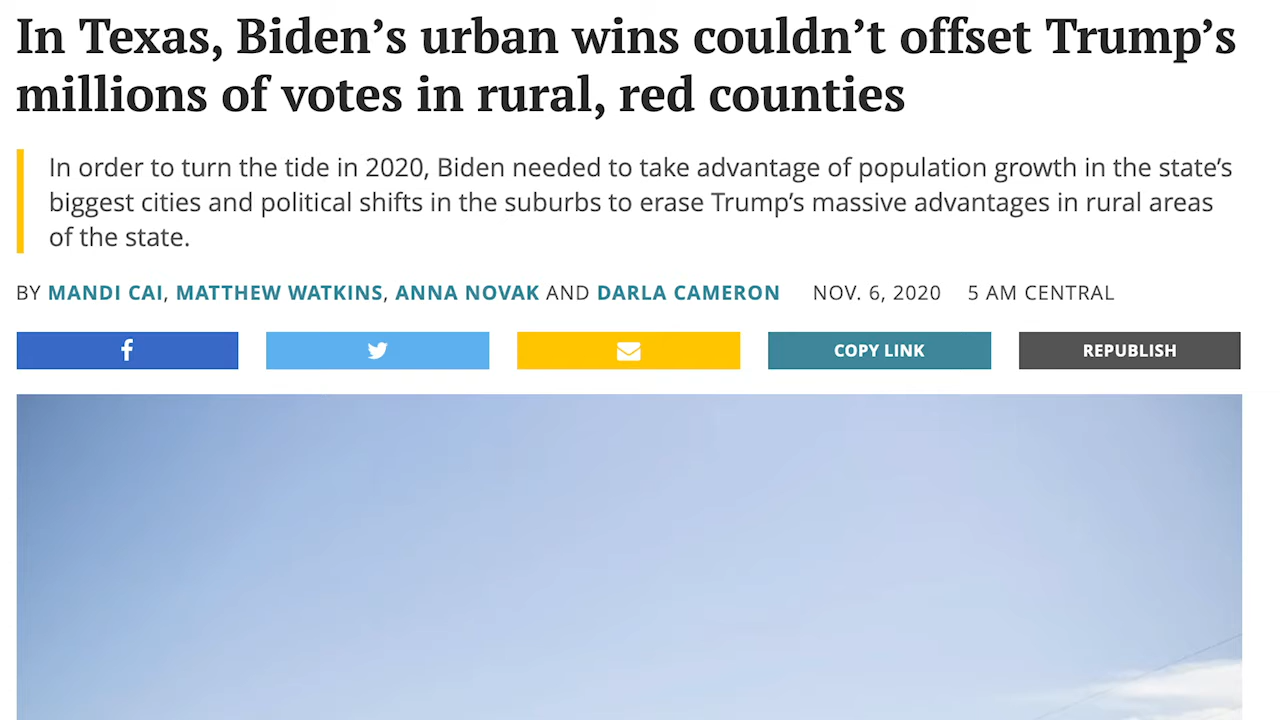 In Texas, Biden’s urban wins couldn’t offset Trump’s
millions of votes in rural, red counties
In order to turn the tide in 2020, Biden needed to take advantage of population growth in the state’s
biggest cities and political shifts in the suburbs to erase Trump’s massive advantages in rural areas
of the state.
BY MANDI CAI, MATTHEW WATKINS, ANNA NOVAK AND DARLA CAMERON NOV. 6, 2020 5 AM CENTRAL
COPY LINK REPUBLISH